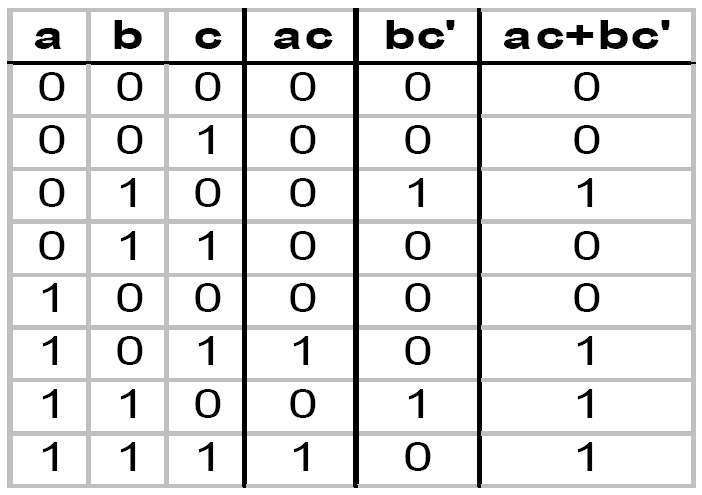 a b c ac bc' ac+bc'
0 0 0 0 0 0
0 0 1 0 0 0
0 1 0 0 1 1
0 1 1 0 0 0
1 0 0 0 0 0
1 0 1 1 0 1
1 1 0 0 1 1
1 1 1 1 0 1